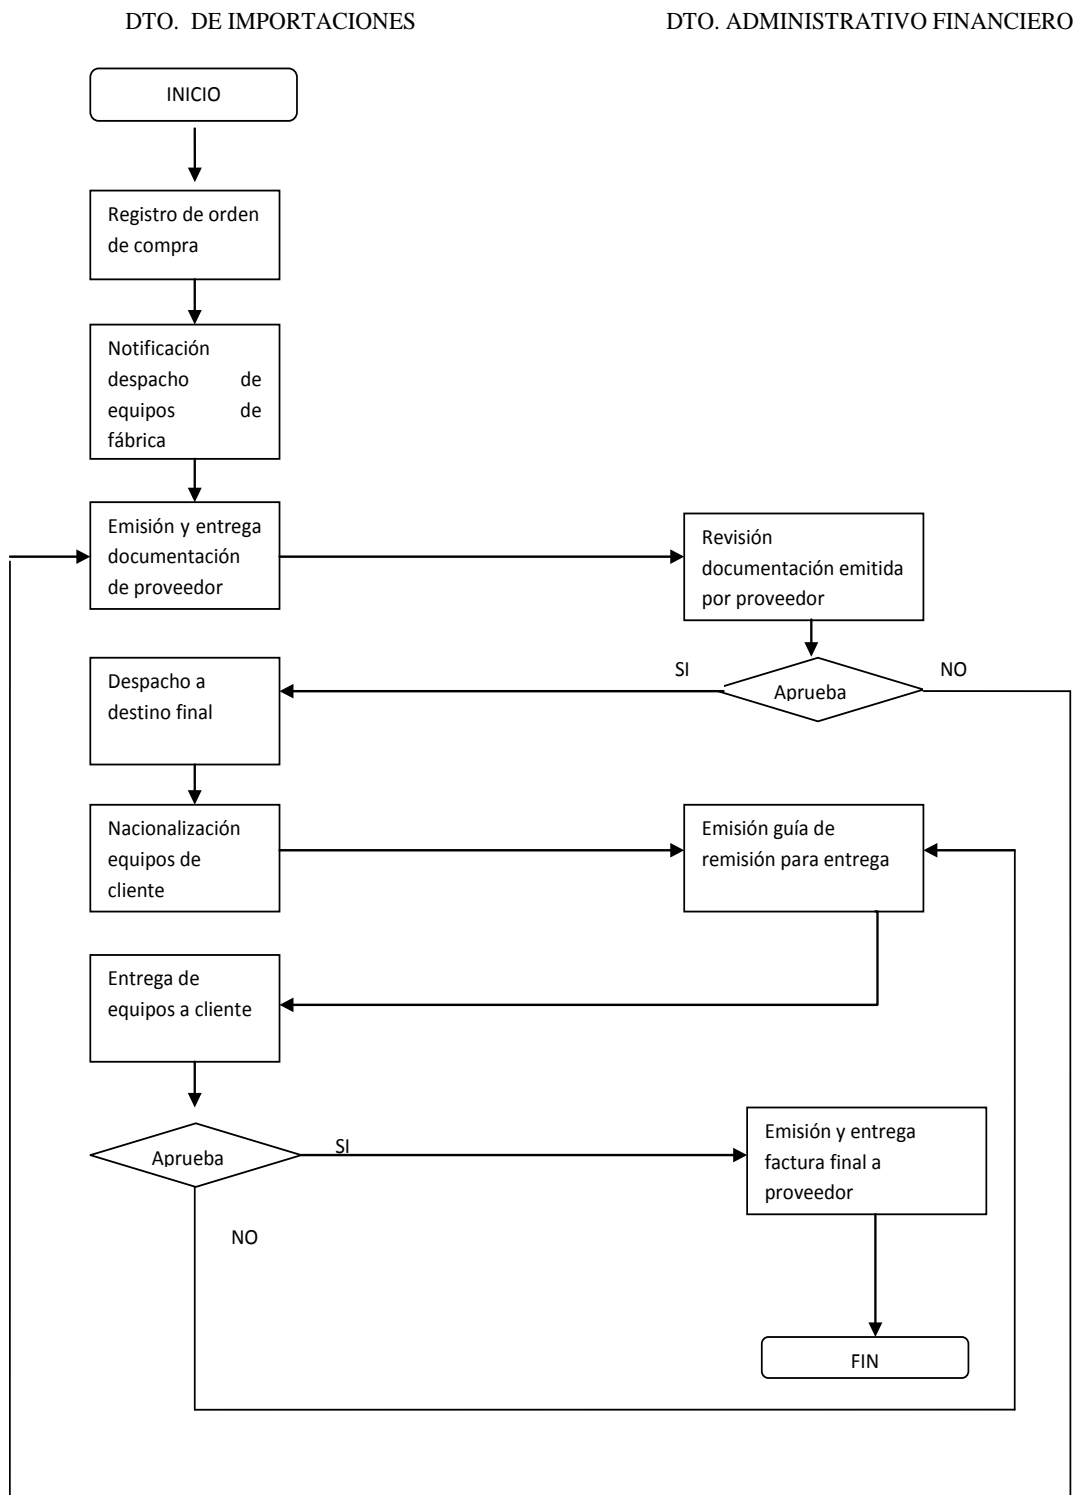 DTO. DE IMPORTACIONES
DTO. ADMINISTRATIVO FINANCIERO
INICIO
Registro de orden
de compra
Notificación
despacho de
equipos de
fábrica
Emisión y entrega
documentación
de proveedor
Revisión
documentación emitida
por proveedor
SI
Aprueba
NO
Despacho a
destino final
Nacionalización
equipos de
cliente
Emisión guía de
remisión para entrega
Entrega de
equipos a cliente
Aprueba
SI
NO
Emisión y entrega
factura final a
proveedor
FIN